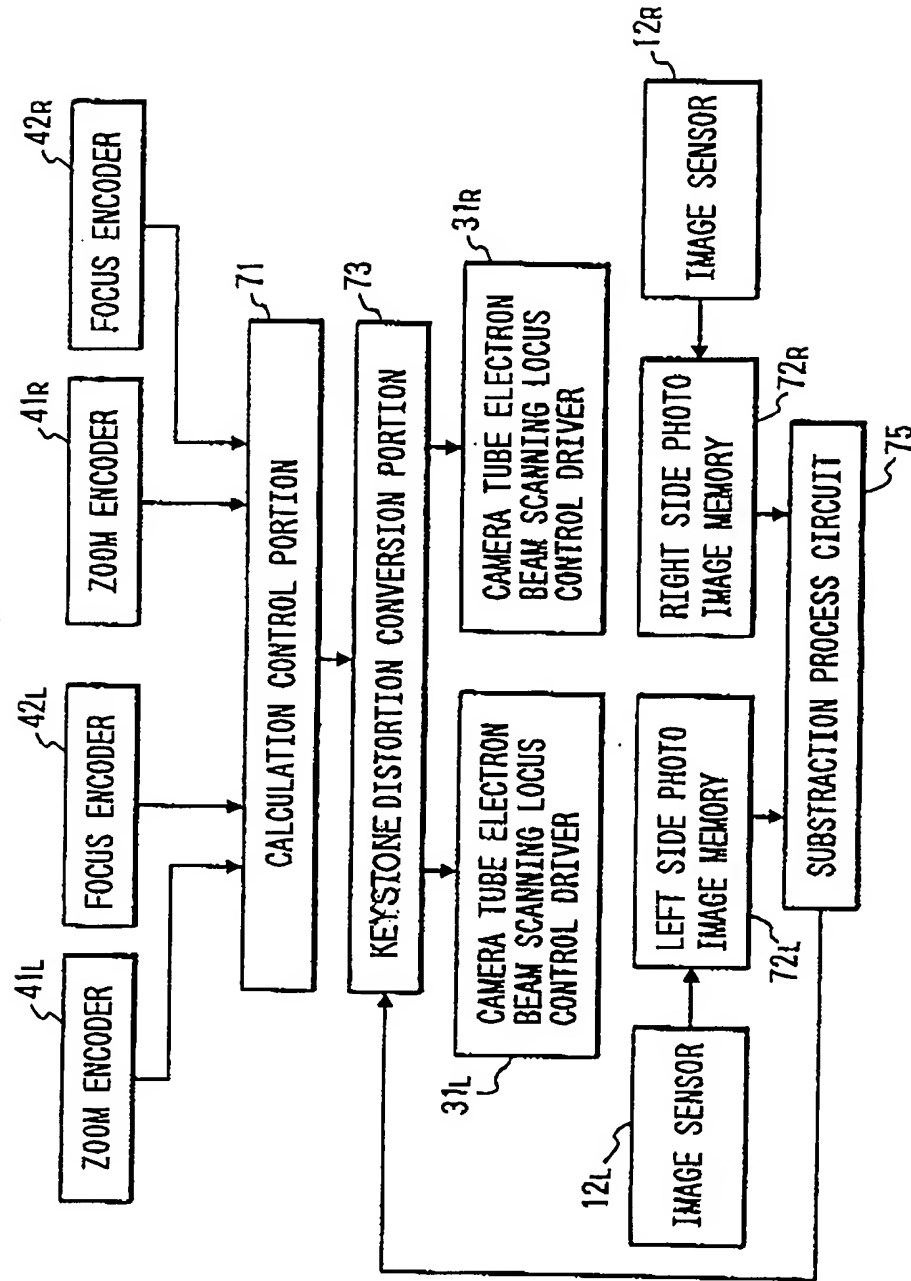 41L
ZOOM ENCODER
42L
FOCUS ENCODER
41R
ZOOM ENCODER
42R
FOCUS ENCODER
71
CALCULATION CONTROL PORTION
73
KEYSTONE DISTORTION CONVERSION PORTION
31L
CAMERA TUBE ELECTRON
BEAM SCANNING LOCUS
CONTROL DRIVER
31R
CAMERA TUBE ELECTRON
BEAM SCANNING LOCUS
CONTROL DRIVER
12L
IMAGE SENSOR
72L
LEFT SIDE PHOTO
IMAGE MEMORY
72R
RIGHT SIDE PHOTO
IMAGE MEMORY
12R
IMAGE SENSOR
75
SUBSTRACTION PROCESS CIRCUIT